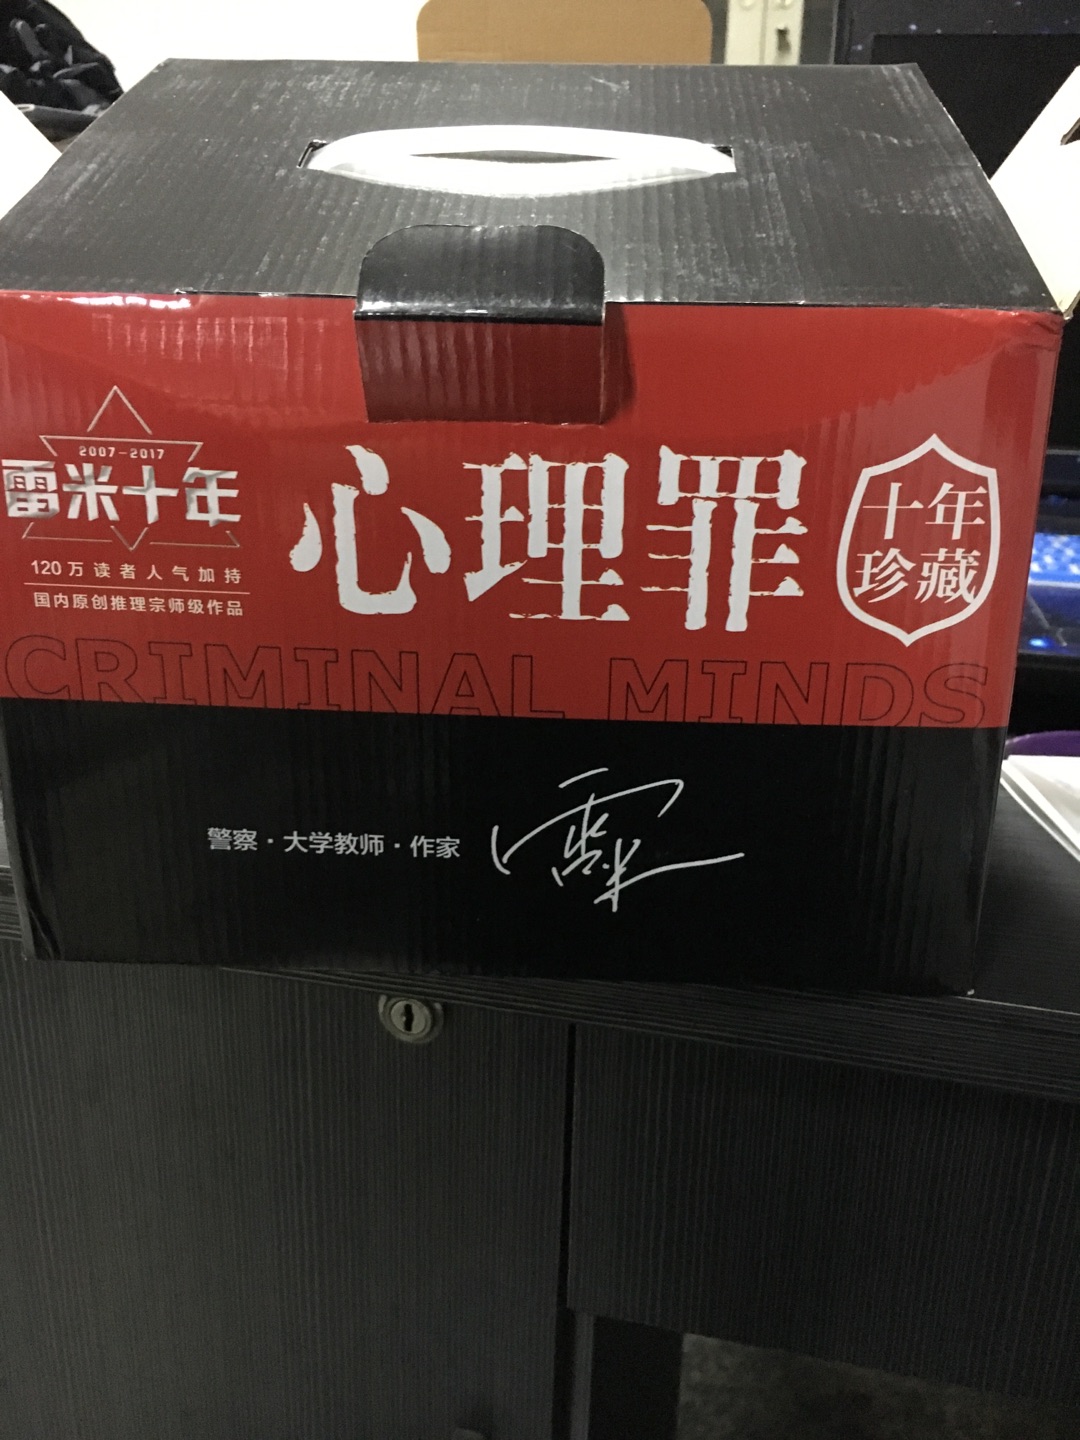 2007-2017
雷米十年
120万读者人气加持
国内原创推理宗师级作品
心理罪
十年
珍藏
CRIMINAL MINDS
警察·大学教师·作家
雷米